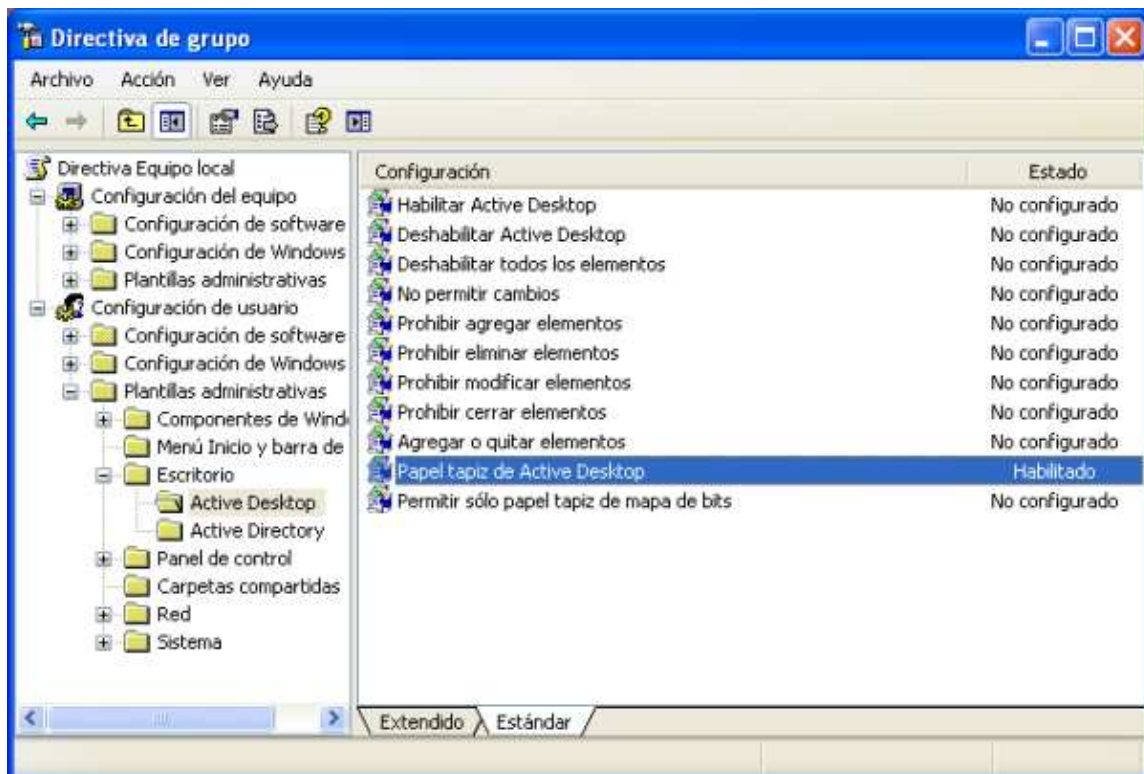 Directiva de grupo
Archivo Acción Ver Ayuda
Directiva Equipo local
Configuración del equipo
Configuración de software
Configuración de Windows
Plantillas administrativas
Configuración de usuario
Configuración de software
Configuración de Windows
Plantillas administrativas
Componentes de Wind
Menú Inicio y barra de
Escritorio
Active Desktop
Active Directory
Panel de control
Carpetas compartidas
Red
Sistema
Configuración Estado
Habilitar Active Desktop No configurado
Deshabilitar Active Desktop No configurado
Deshabilitar todos los elementos No configurado
No permitir cambios No configurado
Prohibir agregar elementos No configurado
Prohibir eliminar elementos No configurado
Prohibir modificar elementos No configurado
Prohibir cerrar elementos No configurado
Agregar o quitar elementos No configurado
Papel tapiz de Active Desktop Habilitado
Permitir sólo papel tapiz de mapa de bits No configurado
Extendido Estándar